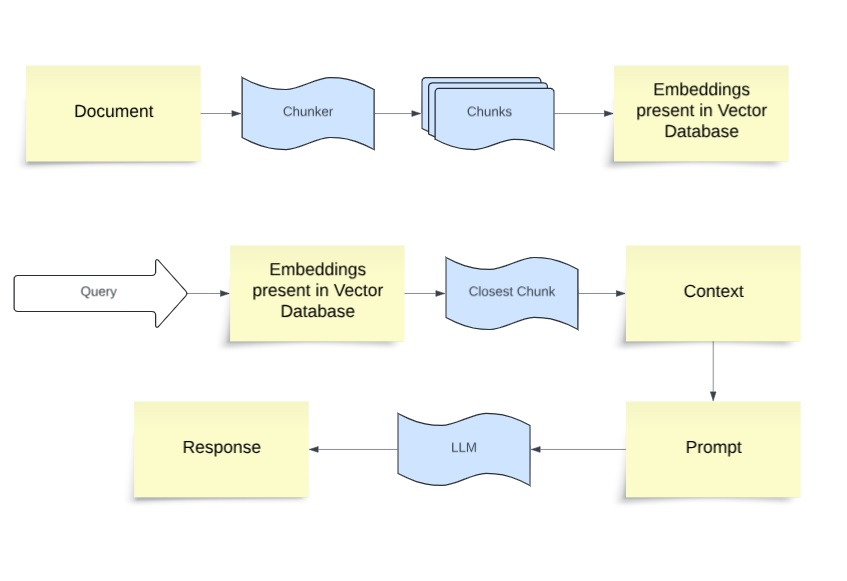 Document
Chunker
Chunks
Embeddings
present in Vector
Database
Query
Embeddings
present in Vector
Database
Closest Chunk
Context
Response
LLM
Prompt